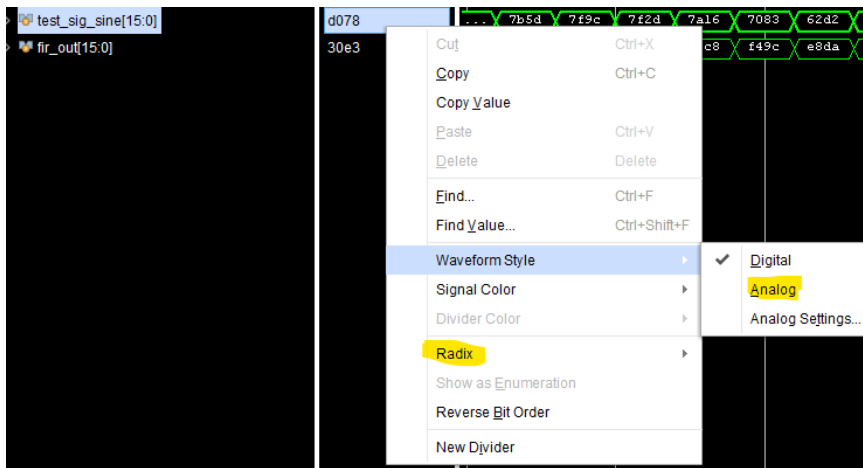 test_sig_sine[15:0] d078 ... 7b5d 7f9c 7f2d 7a16 7083 62d2
fir_out[15:0] 30e3 c8 f49c e8da
Cut Ctrl+X
Copy Ctrl+C
Copy Value
Paste Ctrl+V
Delete Delete
Find... Ctrl+F
Find Value... Ctrl+Shift+F
Waveform Style
Digital
Signal Color
Analog
Divider Color
Analog Settings...
Radix
Show as Enumeration
Reverse Bit Order
New Divider